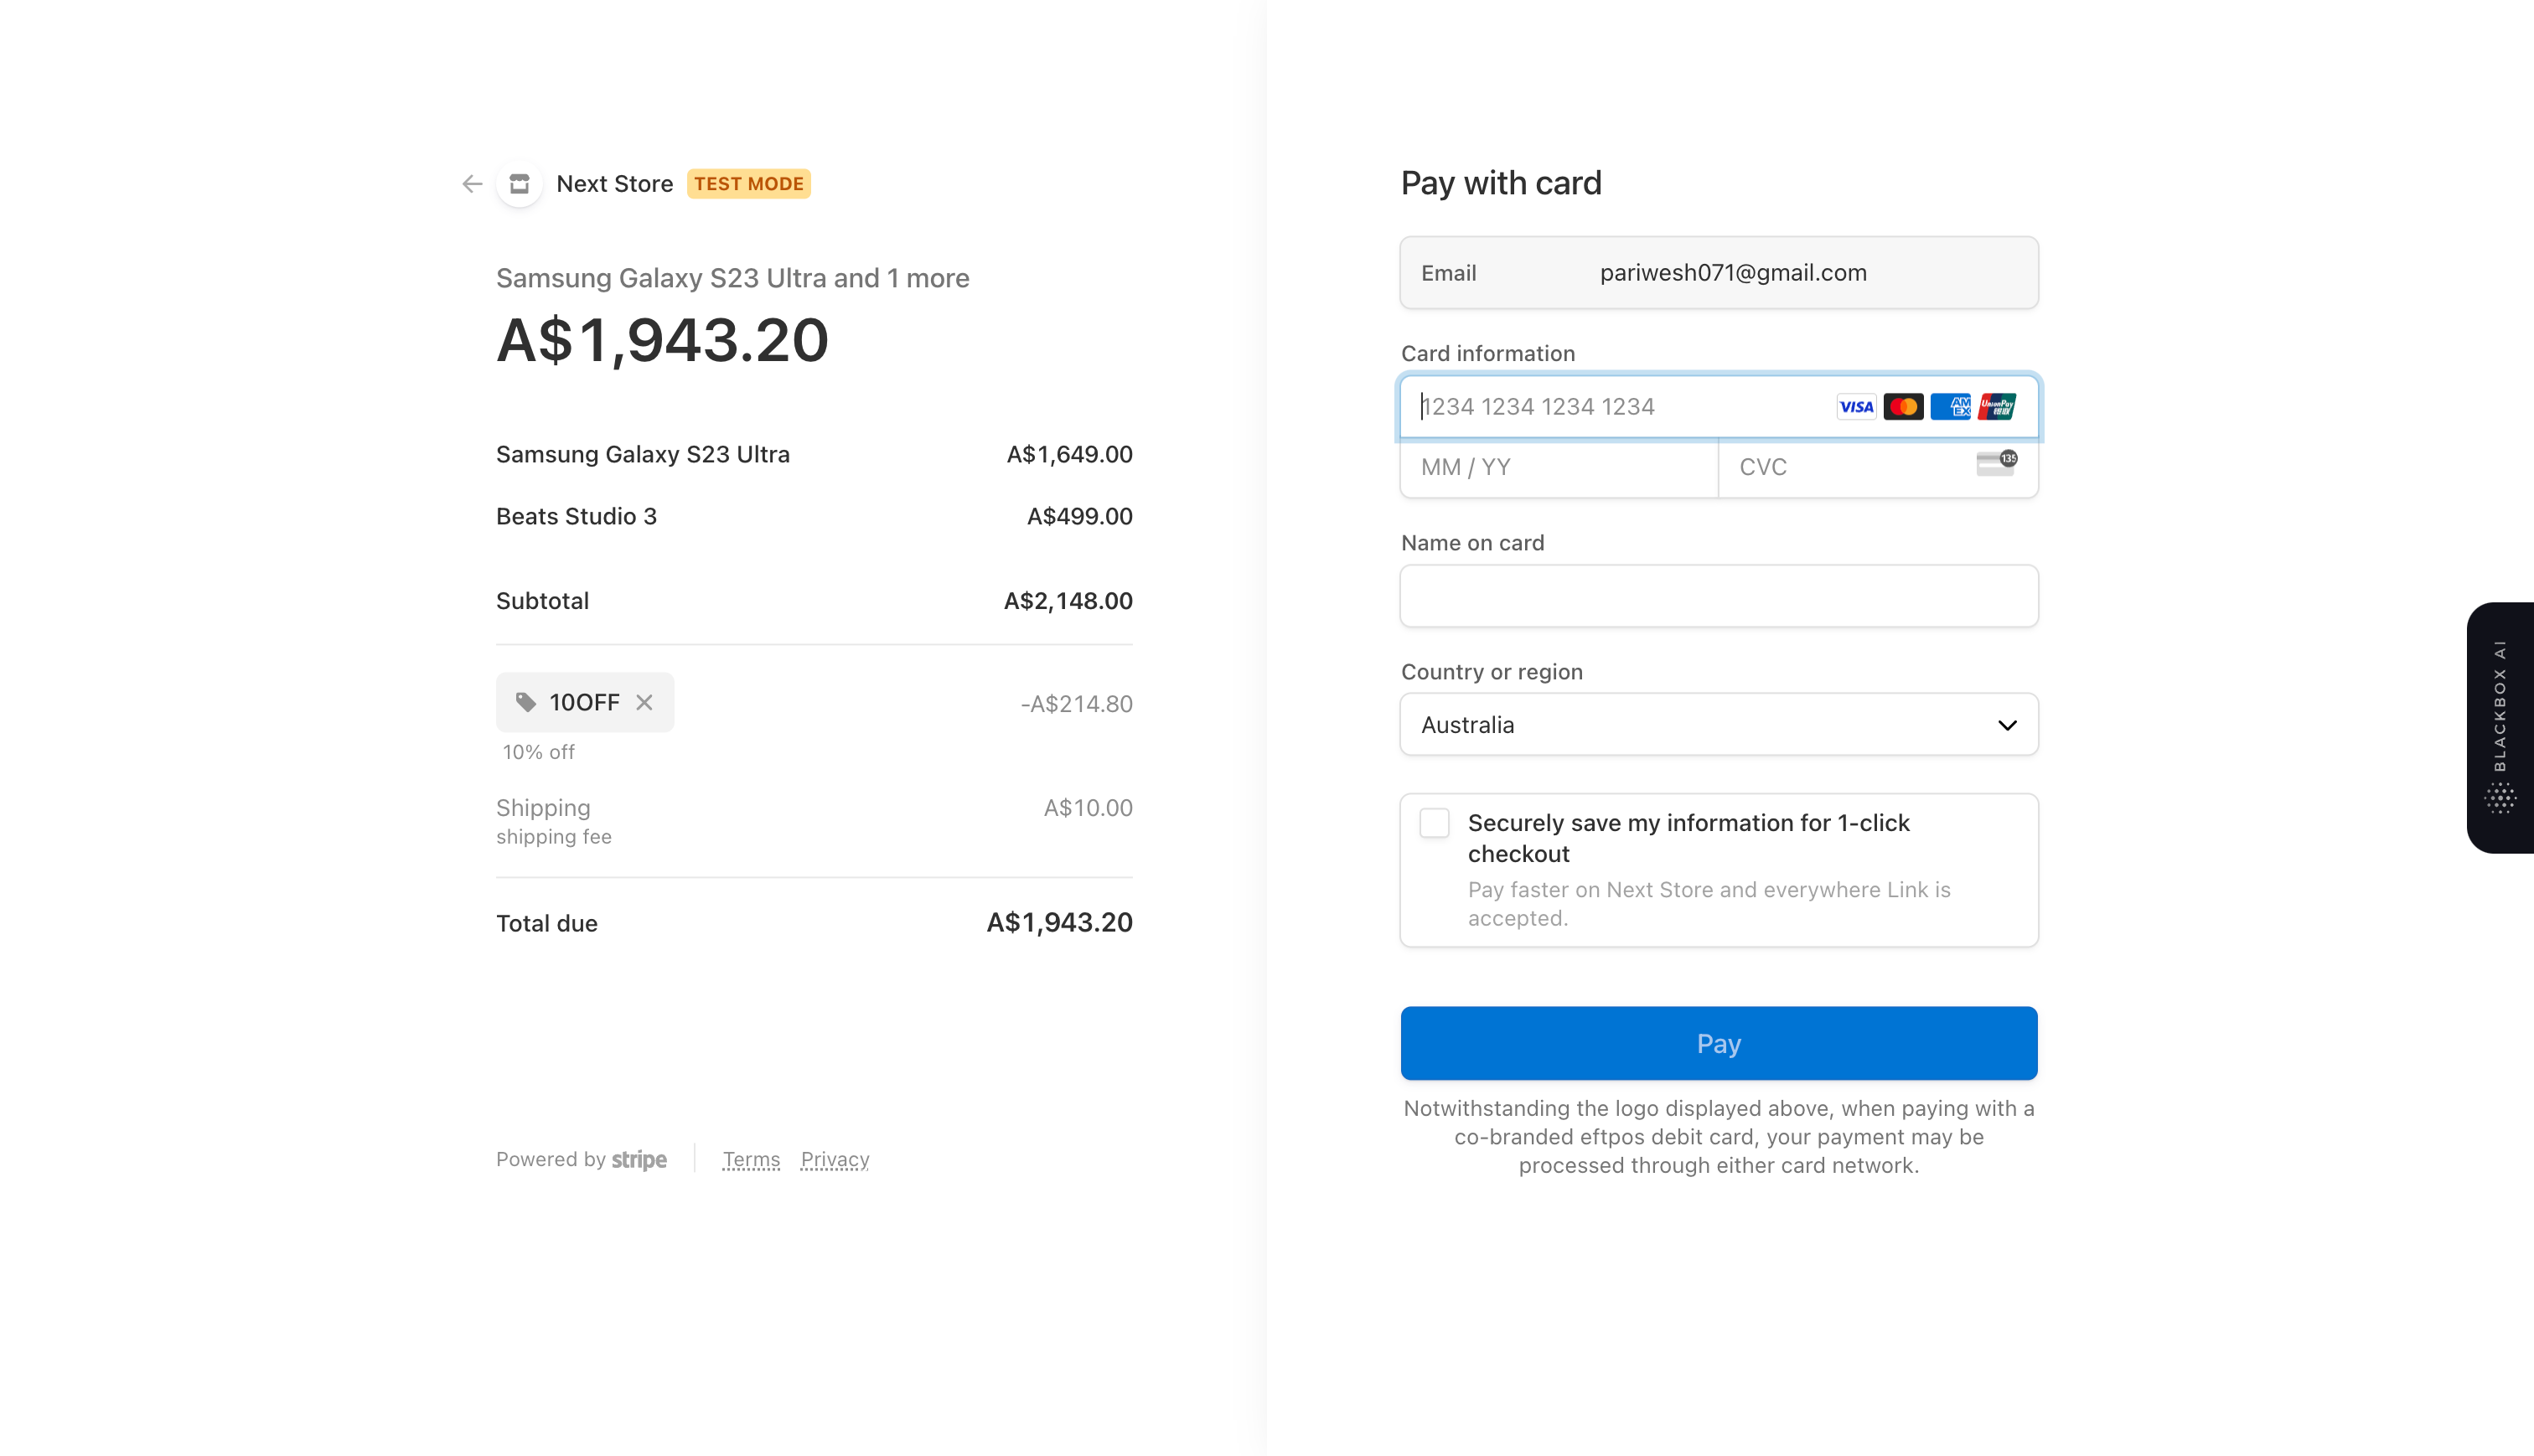 Next Store TEST MODE
Samsung Galaxy S23 Ultra and 1 more
A$1,943.20
Samsung Galaxy S23 Ultra A$1,649.00
Beats Studio 3 A$499.00
Subtotal A$2,148.00
10OFF -A$214.80
10% off
Shipping A$10.00
shipping fee
Total due A$1,943.20
Powered by stripe Terms Privacy
Pay with card
Email pariwesh071@gmail.com
Card information
1234 1234 1234 1234 VISA AMEX UnionPay
MM / YY CVC 135
Name on card
Country or region
Australia
Securely save my information for 1-click
checkout
Pay faster on Next Store and everywhere Link is
accepted.
Pay
Notwithstanding the logo displayed above, when paying with a
co-branded eftpos debit card, your payment may be
processed through either card network.
BLACKBOX AI